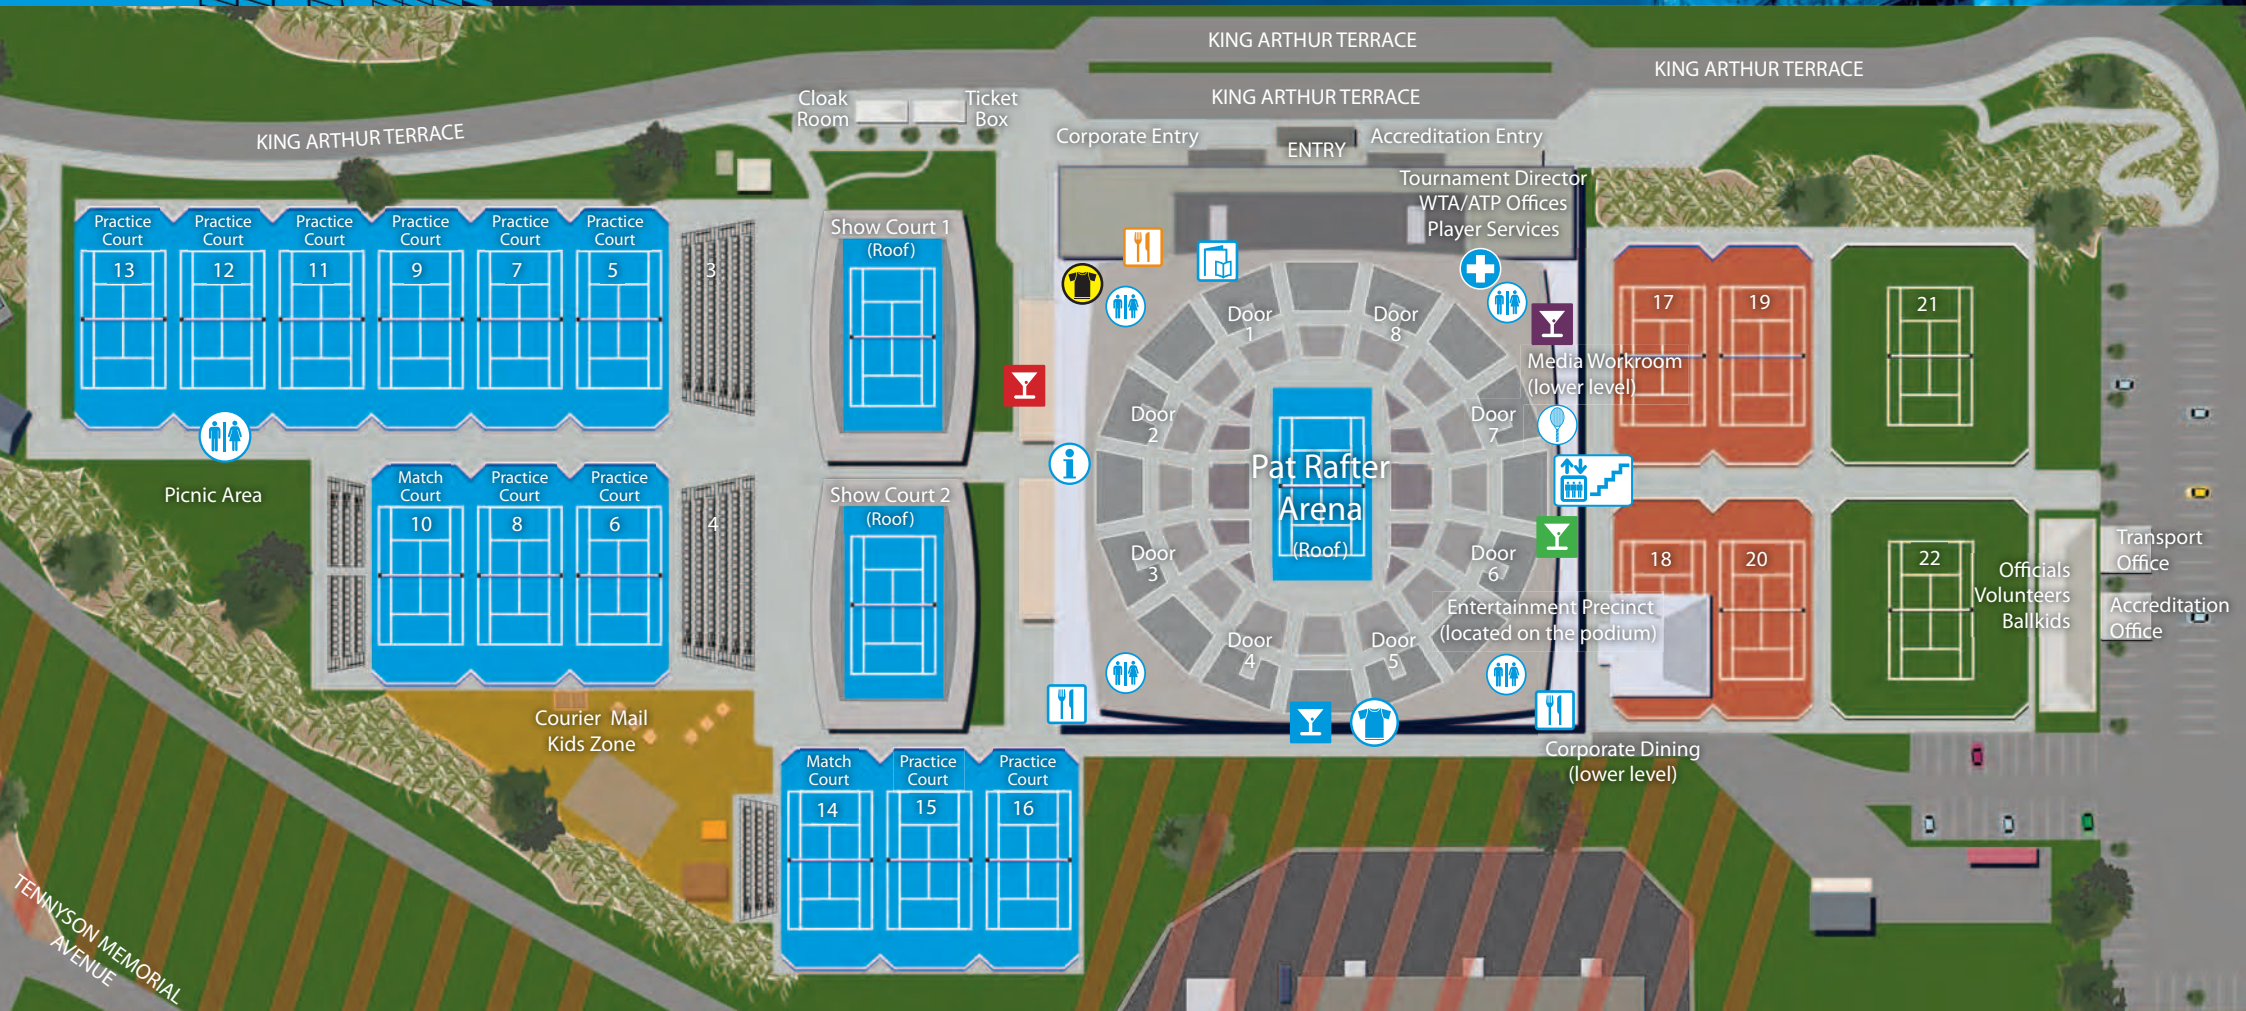 KING ARTHUR TERRACE
KING ARTHUR TERRACE
KING ARTHUR TERRACE
KING ARTHUR TERRACE
Cloak
Room
Ticket
Box
Corporate Entry
ENTRY
Accreditation Entry
Tournament Director
WTA/ATP Offices
Player Services
Practice
Court
13
Practice
Court
12
Practice
Court
11
Practice
Court
9
Practice
Court
7
Practice
Court
5
3
Show Court 1
(Roof)
Door
1
Door
8
Door
2
Door
7
Media Workroom
(lower level)
17
19
21
i
Picnic Area
Match
Court
10
Practice
Court
8
Practice
Court
6
4
Show Court 2
(Roof)
Pat Rafter
Arena
(Roof)
Door
3
Door
6
Door
4
Door
5
Entertainment Precinct
(located on the podium)
18
20
22
Officials
Volunteers
Ballkids
Transport
Office
Accreditation
Office
Courier Mail
Kids Zone
Match
Court
14
Practice
Court
15
Practice
Court
16
Corporate Dining
(lower level)
TENNYSON MEMORIAL
AVENUE